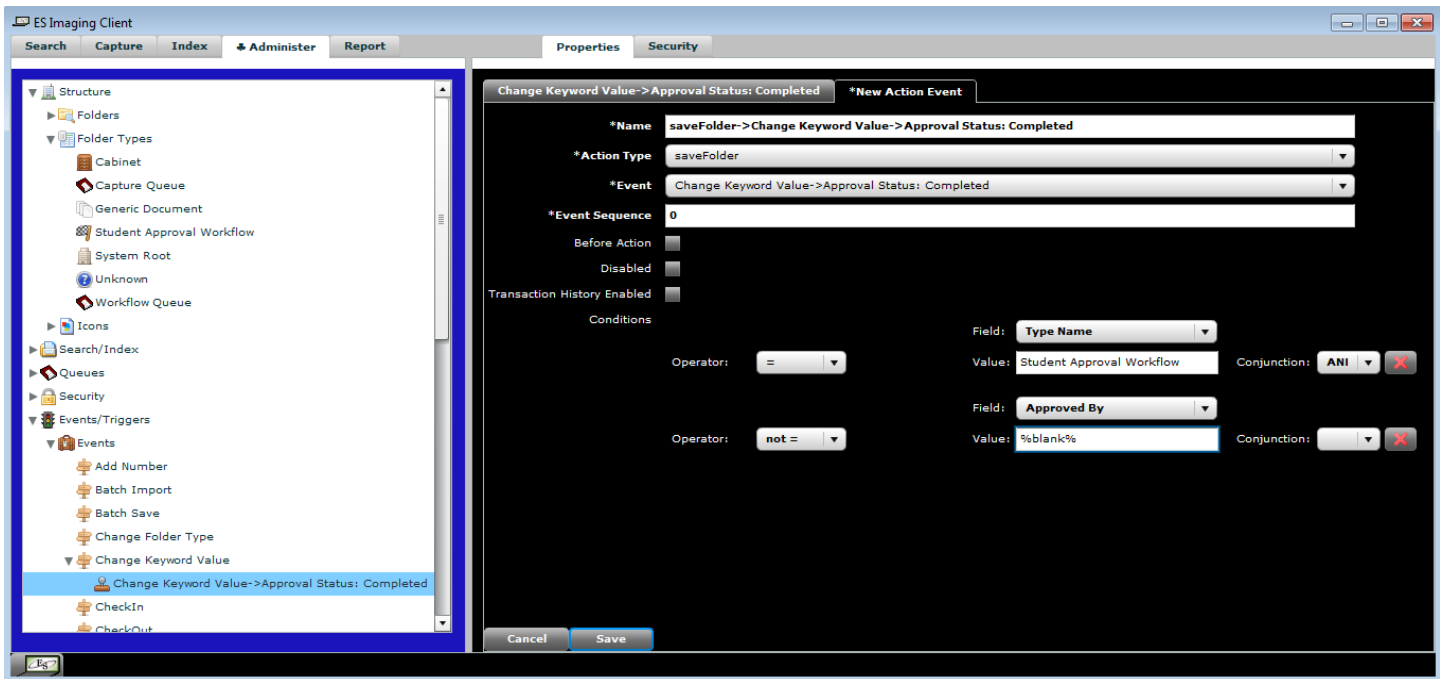 ES Imaging Client
Search Capture Index Administer Report Properties Security
Structure
Folders
Folder Types
Cabinet
Capture Queue
Generic Document
Student Approval Workflow
System Root
Unknown
Workflow Queue
Icons
Search/Index
Queues
Security
Events/Triggers
Events
Add Number
Batch Import
Batch Save
Change Folder Type
Change Keyword Value
Change Keyword Value->Approval Status: Completed
CheckIn
CheckOut
Change Keyword Value->Approval Status: Completed *New Action Event
*Name saveFolder->Change Keyword Value->Approval Status: Completed
*Action Type saveFolder
*Event Change Keyword Value->Approval Status: Completed
*Event Sequence 0
Before Action
Disabled
Transaction History Enabled
Conditions
Field: Type Name
Operator: = Value: Student Approval Workflow Conjunction: ANI
Field: Approved By
Operator: not = Value: %blank% Conjunction:
Cancel Save
ES